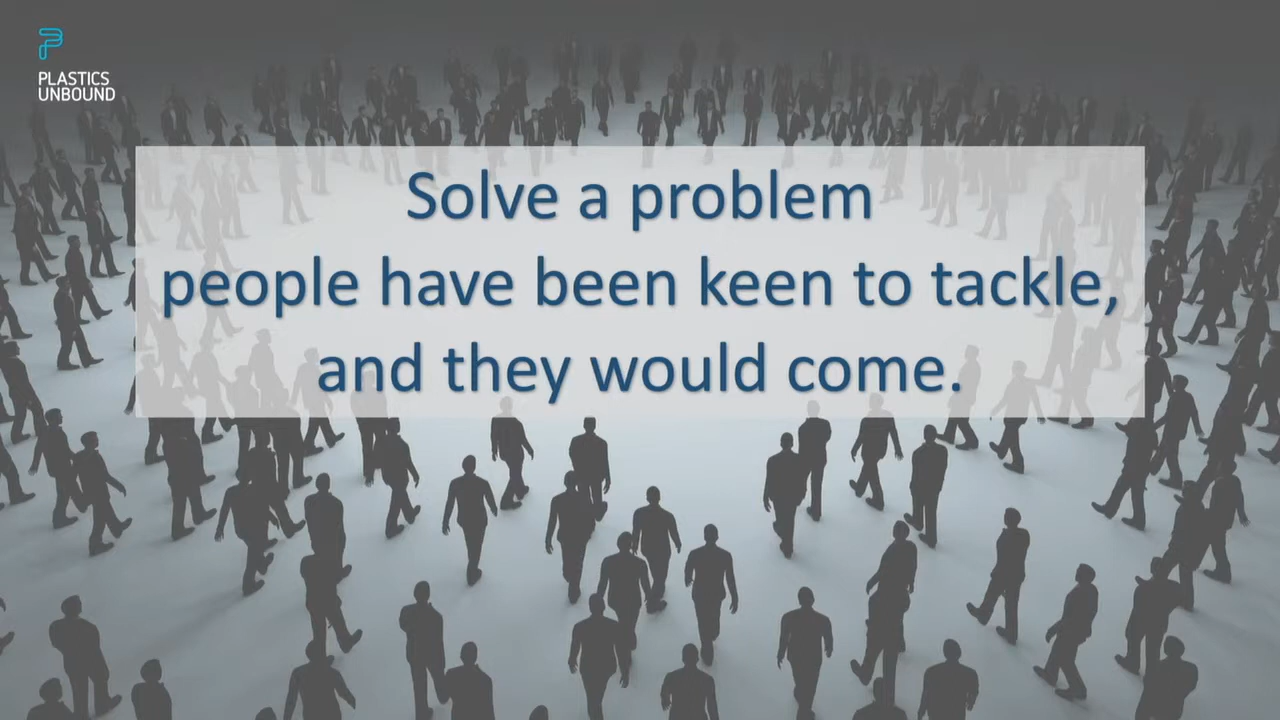 PLASTICS
UNBOUND
Solve a problem
people have been keen to tackle,
and they would come.